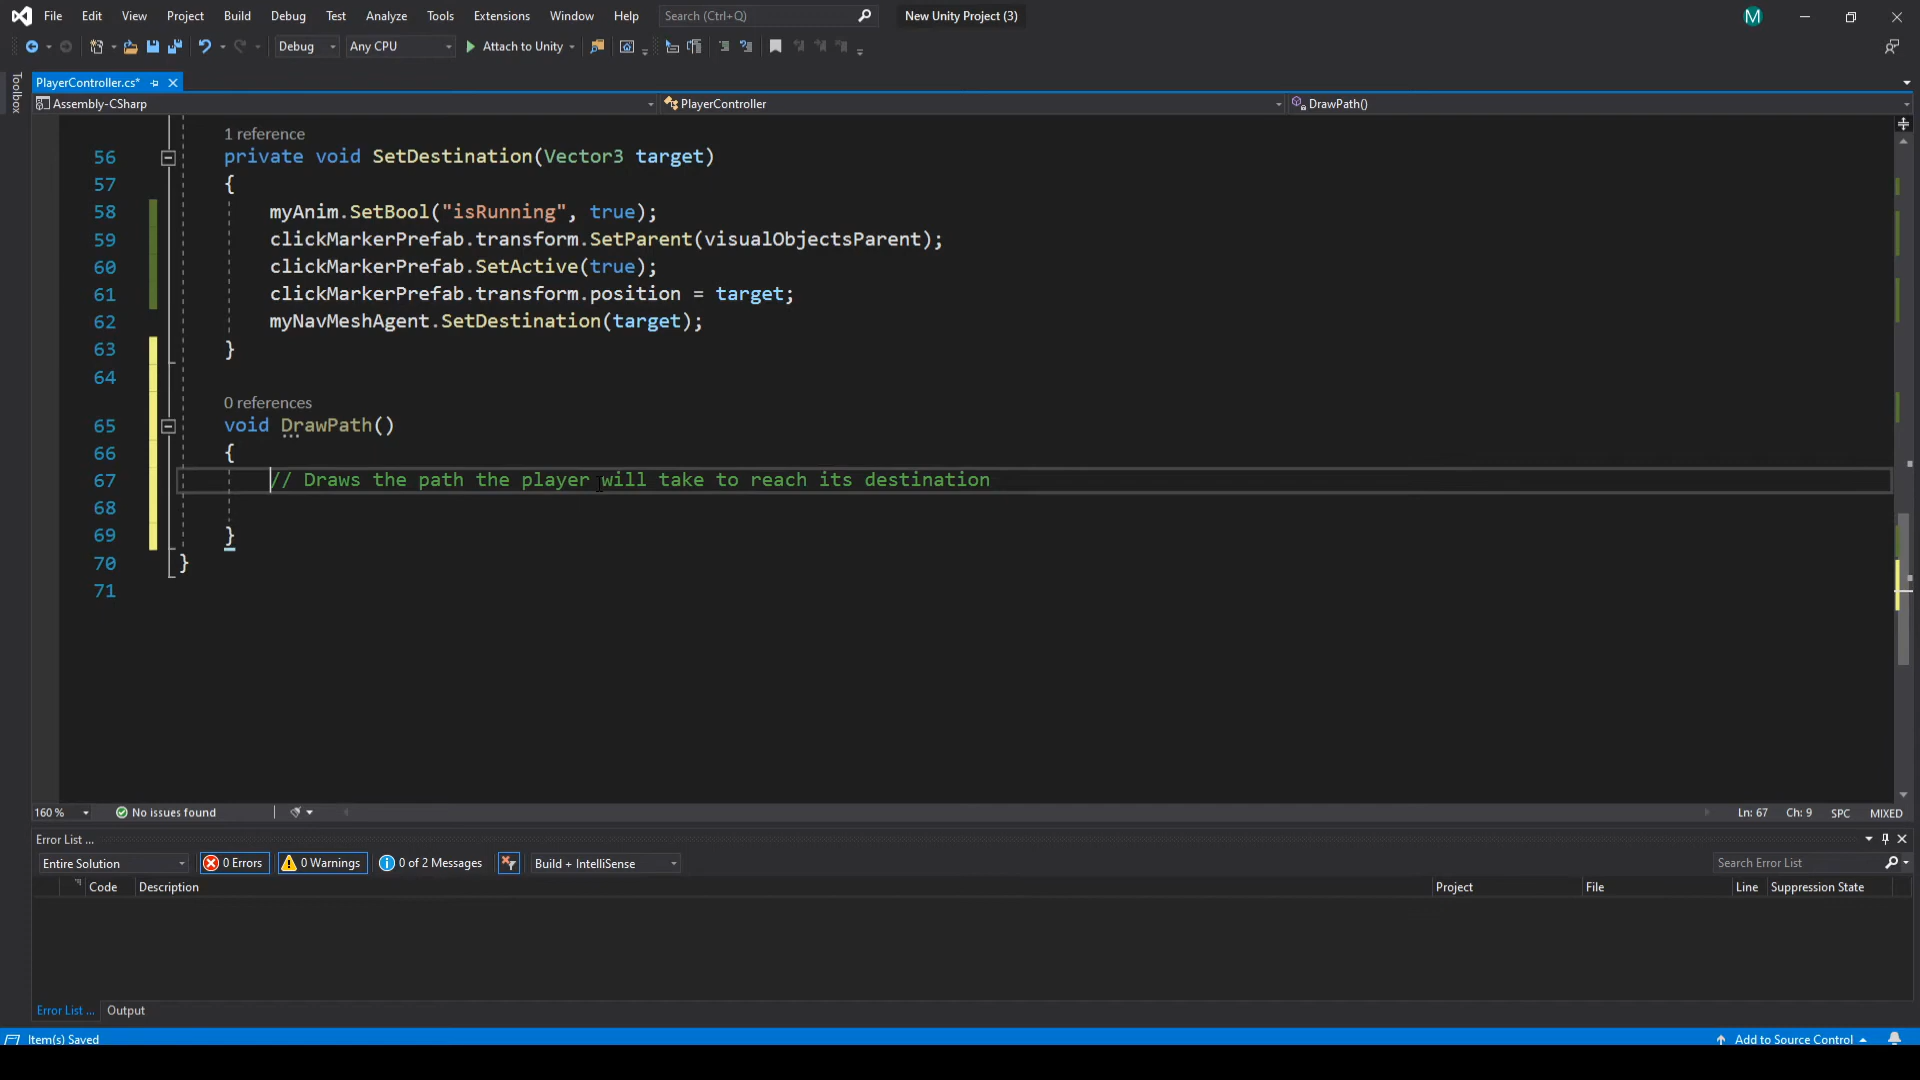 File Edit View Project Build Debug Test Analyze Tools Extensions Window Help Search (Ctrl+Q) New Unity Project (3) M
Debug Any CPU Attach to Unity
Toolbox
PlayerController.cs*
Assembly-CSharp PlayerController DrawPath()
1 reference
56 private void SetDestination(Vector3 target)
57 {
58 myAnim.SetBool("isRunning", true);
59 clickMarkerPrefab.transform.SetParent(visualObjectsParent);
60 clickMarkerPrefab.SetActive(true);
61 clickMarkerPrefab.transform.position = target;
62 myNavMeshAgent.SetDestination(target);
63 }
64
0 references
65 void DrawPath()
66 {
67 // Draws the path the player will take to reach its destination
68
69 }
70 }
71
160 % No issues found Ln: 67 Ch: 9 SPC MIXED
Error List ...
Entire Solution 0 Errors 0 Warnings 0 of 2 Messages Build + IntelliSense Search Error List
Code Description Project File Line Suppression State
Error List ... Output
Item(s) Saved Add to Source Control